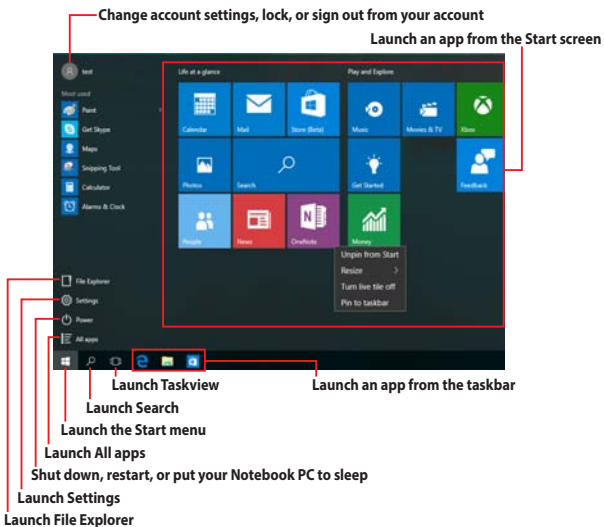 Change account settings, lock, or sign out from your account
Launch an app from the Start screen
test
Most used
Paint
Get Skype
Maps
Snipping Tool
Calculator
Alarms & Clock
File Explorer
Settings
Power
All apps
Life at a glance
Play and Explore
Calendar
Mail
Store (Beta)
Music
Movies & TV
Xbox
Photos
Search
Get Started
Feedback
People
News
OneNote
Money
Unpin from Start
Resize
Turn live tile off
Pin to taskbar
Launch Taskview
Launch an app from the taskbar
Launch Search
Launch the Start menu
Launch All apps
Shut down, restart, or put your Notebook PC to sleep
Launch Settings
Launch File Explorer